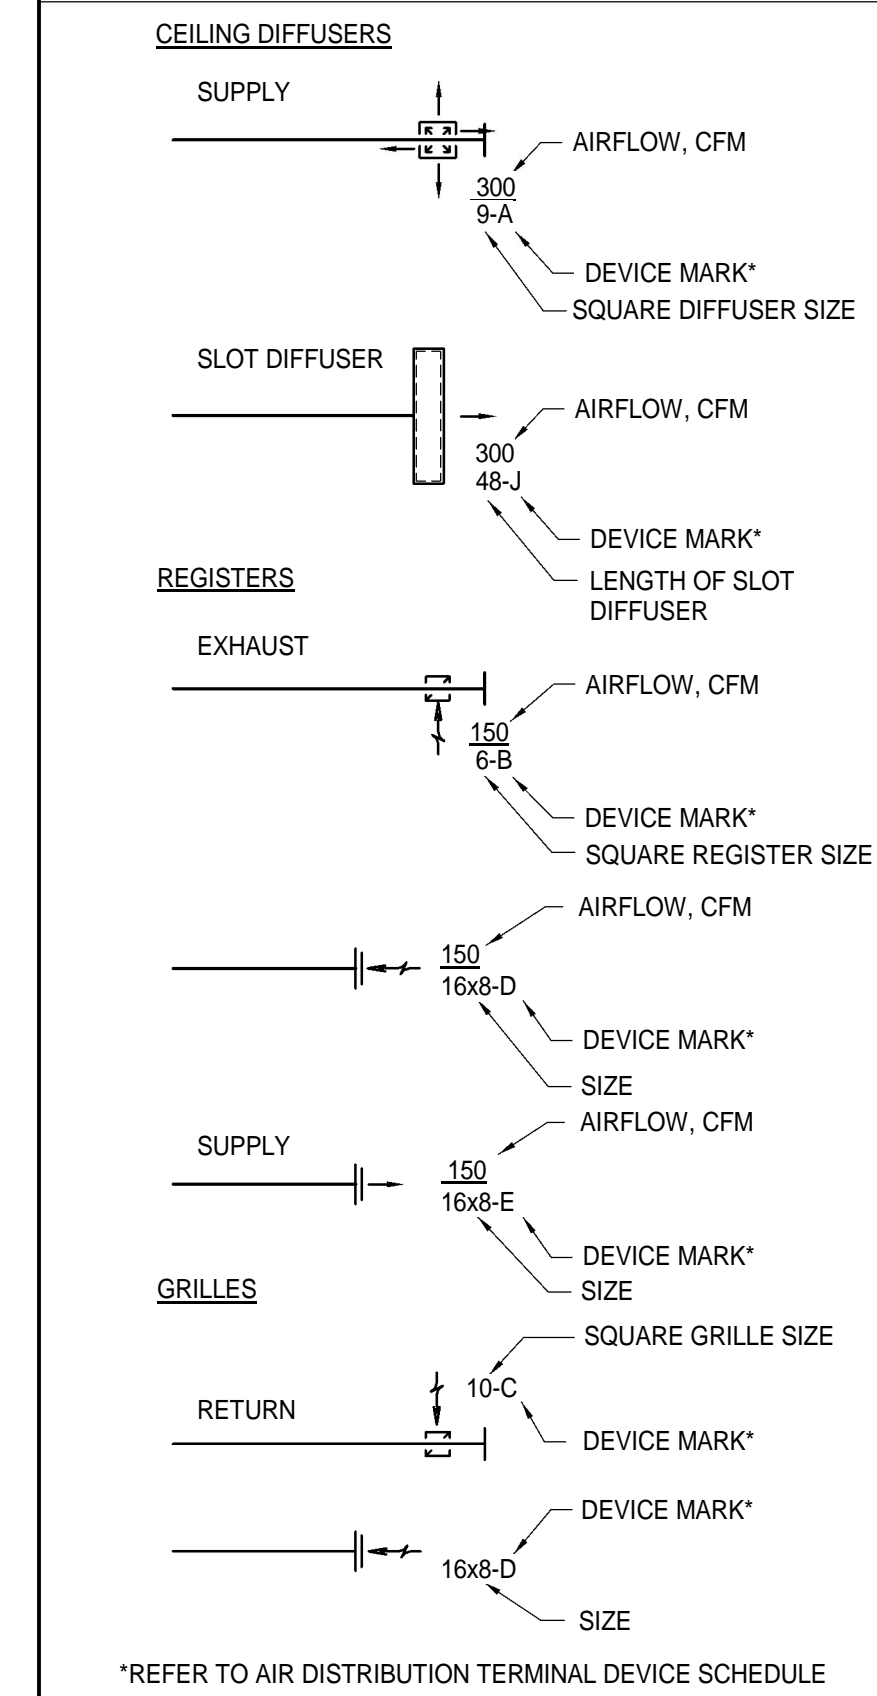 CEILING DIFFUSERS
SUPPLY
AIRFLOW, CFM
300
9-A
DEVICE MARK*
SQUARE DIFFUSER SIZE
SLOT DIFFUSER
AIRFLOW, CFM
300
48-J
DEVICE MARK*
LENGTH OF SLOT
DIFFUSER
REGISTERS
EXHAUST
AIRFLOW, CFM
150
6-B
DEVICE MARK*
SQUARE REGISTER SIZE
AIRFLOW, CFM
150
16x8-D
DEVICE MARK*
SIZE
AIRFLOW, CFM
SUPPLY
150
16x8-E
DEVICE MARK*
SIZE
GRILLES
SQUARE GRILLE SIZE
10-C
RETURN
DEVICE MARK*
DEVICE MARK*
16x8-D
SIZE
*REFER TO AIR DISTRIBUTION TERMINAL DEVICE SCHEDULE